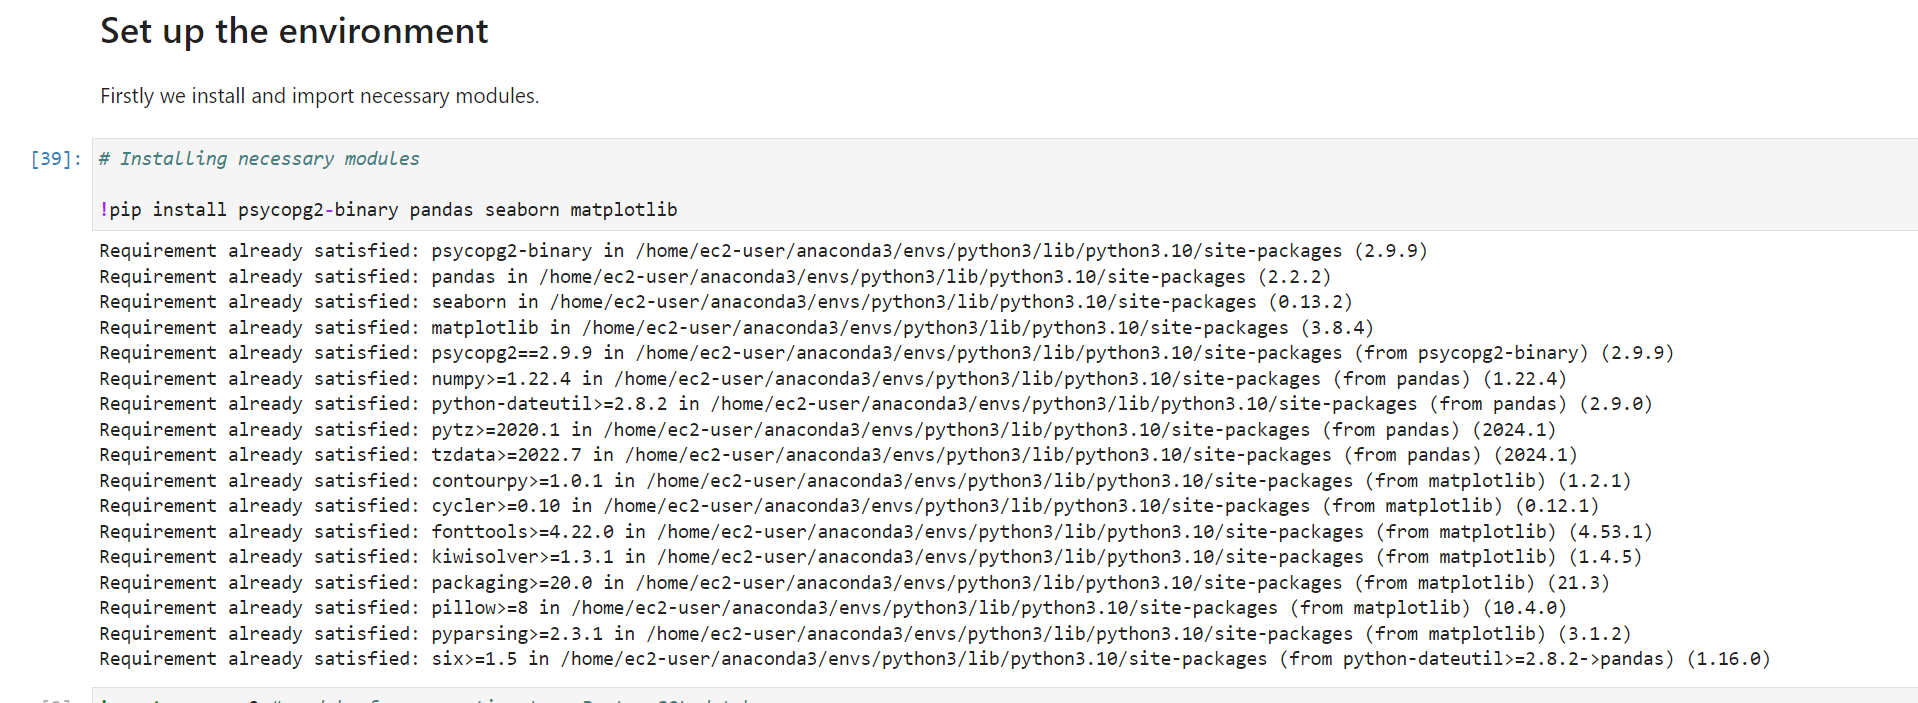 Set up the environment
Firstly we install and import necessary modules.
[39]:
# Installing necessary modules
!pip install psycopg2-binary pandas seaborn matplotlib
Requirement already satisfied: psycopg2-binary in /home/ec2-user/anaconda3/envs/python3/lib/python3.10/site-packages (2.9.9)
Requirement already satisfied: pandas in /home/ec2-user/anaconda3/envs/python3/lib/python3.10/site-packages (2.2.2)
Requirement already satisfied: seaborn in /home/ec2-user/anaconda3/envs/python3/lib/python3.10/site-packages (0.13.2)
Requirement already satisfied: matplotlib in /home/ec2-user/anaconda3/envs/python3/lib/python3.10/site-packages (3.8.4)
Requirement already satisfied: psycopg2==2.9.9 in /home/ec2-user/anaconda3/envs/python3/lib/python3.10/site-packages (from psycopg2-binary) (2.9.9)
Requirement already satisfied: numpy>=1.22.4 in /home/ec2-user/anaconda3/envs/python3/lib/python3.10/site-packages (from pandas) (1.22.4)
Requirement already satisfied: python-dateutil>=2.8.2 in /home/ec2-user/anaconda3/envs/python3/lib/python3.10/site-packages (from pandas) (2.9.0)
Requirement already satisfied: pytz>=2020.1 in /home/ec2-user/anaconda3/envs/python3/lib/python3.10/site-packages (from pandas) (2024.1)
Requirement already satisfied: tzdata>=2022.7 in /home/ec2-user/anaconda3/envs/python3/lib/python3.10/site-packages (from pandas) (2024.1)
Requirement already satisfied: contourpy>=1.0.1 in /home/ec2-user/anaconda3/envs/python3/lib/python3.10/site-packages (from matplotlib) (1.2.1)
Requirement already satisfied: cycler>=0.10 in /home/ec2-user/anaconda3/envs/python3/lib/python3.10/site-packages (from matplotlib) (0.12.1)
Requirement already satisfied: fonttools>=4.22.0 in /home/ec2-user/anaconda3/envs/python3/lib/python3.10/site-packages (from matplotlib) (4.53.1)
Requirement already satisfied: kiwisolver>=1.3.1 in /home/ec2-user/anaconda3/envs/python3/lib/python3.10/site-packages (from matplotlib) (1.4.5)
Requirement already satisfied: packaging>=20.0 in /home/ec2-user/anaconda3/envs/python3/lib/python3.10/site-packages (from matplotlib) (21.3)
Requirement already satisfied: pillow>=8 in /home/ec2-user/anaconda3/envs/python3/lib/python3.10/site-packages (from matplotlib) (10.4.0)
Requirement already satisfied: pyparsing>=2.3.1 in /home/ec2-user/anaconda3/envs/python3/lib/python3.10/site-packages (from matplotlib) (3.1.2)
Requirement already satisfied: six>=1.5 in /home/ec2-user/anaconda3/envs/python3/lib/python3.10/site-packages (from python-dateutil>=2.8.2->pandas) (1.16.0)